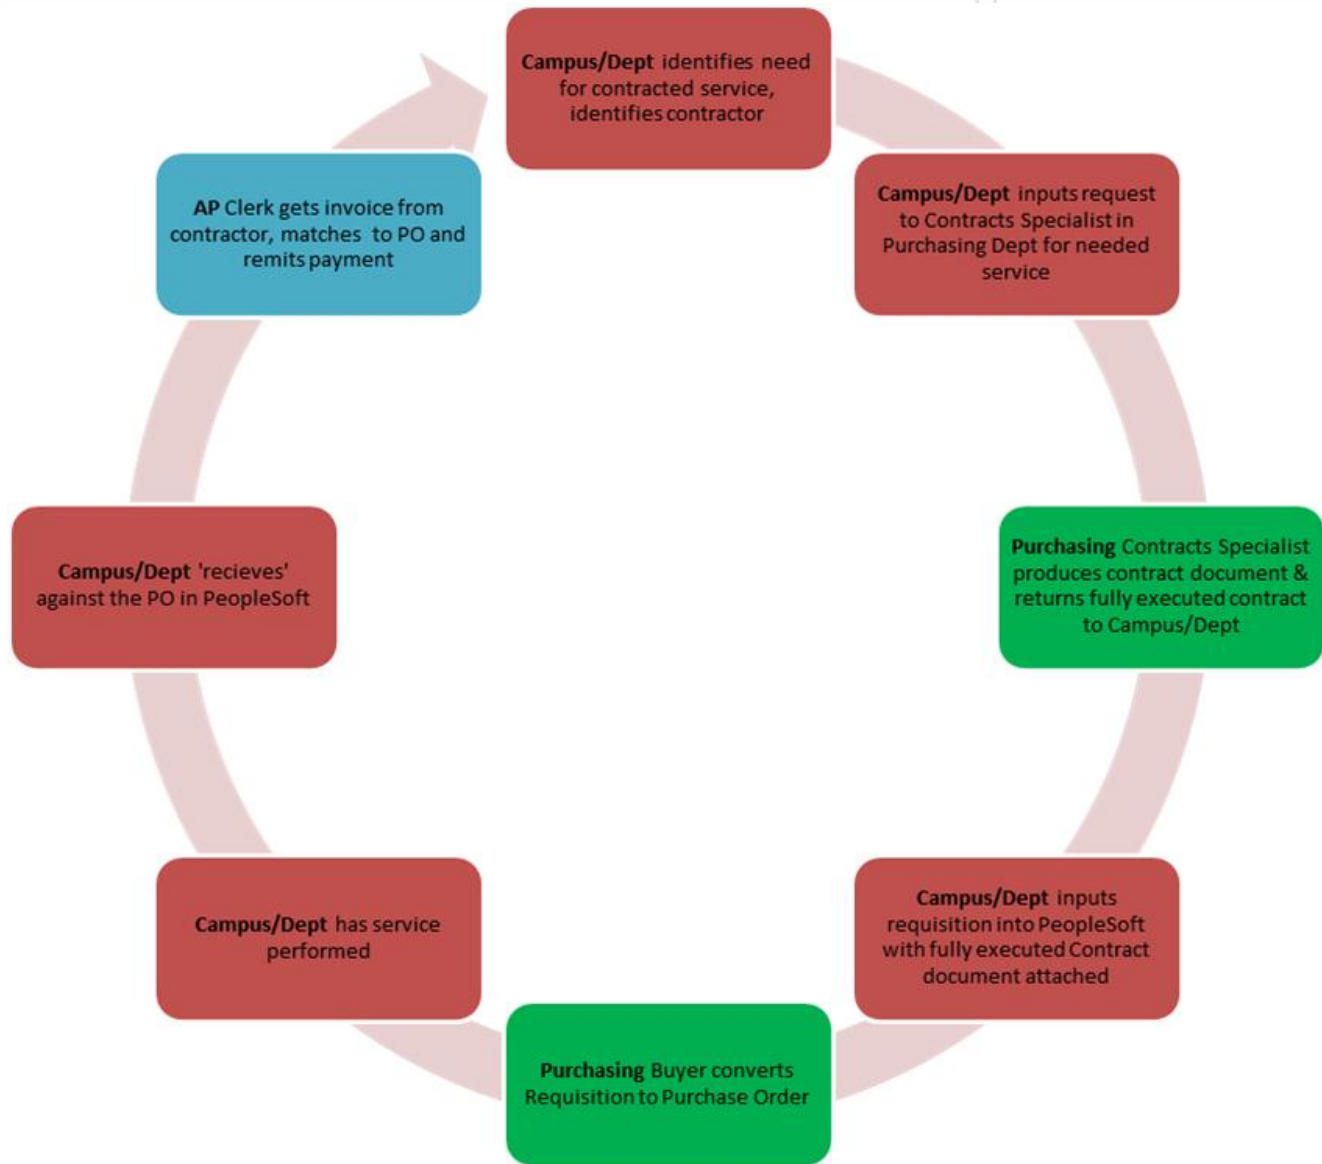 Campus/Dept identifies need
for contracted service,
identifies contractor
Campus/Dept inputs request
to Contracts Specialist in
Purchasing Dept for needed
service
Purchasing Contracts Specialist
produces contract document &
returns fully executed contract
to Campus/Dept
Campus/Dept inputs
requisition into PeopleSoft
with fully executed Contract
document attached
Purchasing Buyer converts
Requisition to Purchase Order
Campus/Dept has service
performed
Campus/Dept 'recieves'
against the PO in PeopleSoft
AP Clerk gets invoice from
contractor, matches to PO and
remits payment